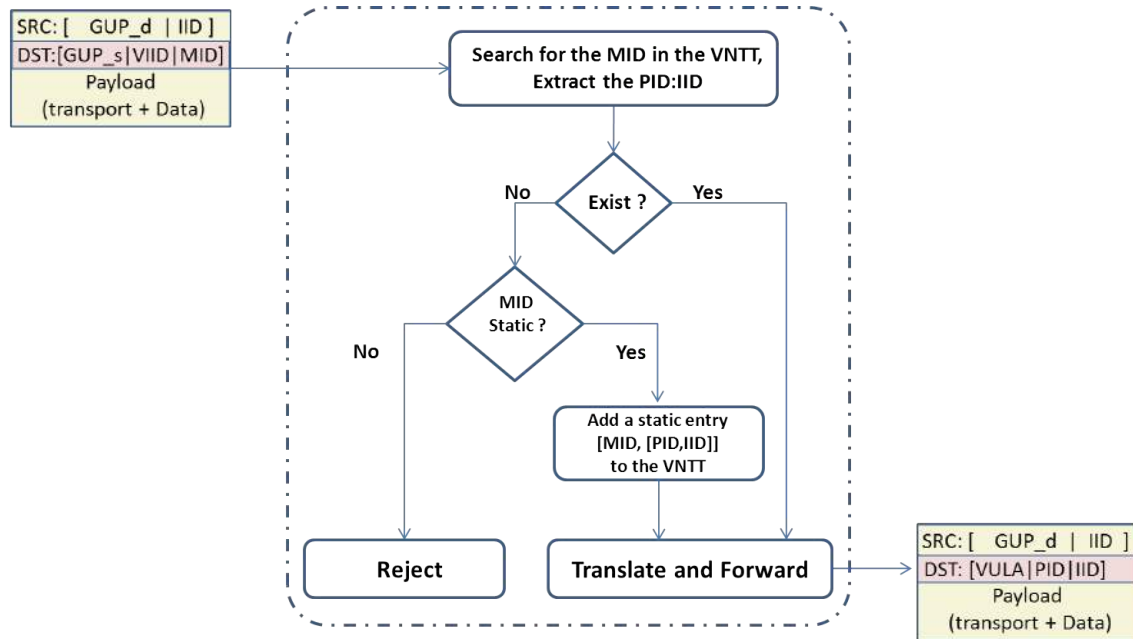 SRC: [ GUP_d | IID ]
DST:[GUP_s|VIID|MID]
Payload
(transport + Data)
Search for the MID in the VNTT,
Extract the PID:IID
Exist ?
No
Yes
MID
Static ?
No
Yes
Add a static entry
[MID, [PID,IID]]
to the VNTT
Reject
Translate and Forward
SRC: [ GUP_d | IID ]
DST: [VULA|PID|IID]
Payload
(transport + Data)